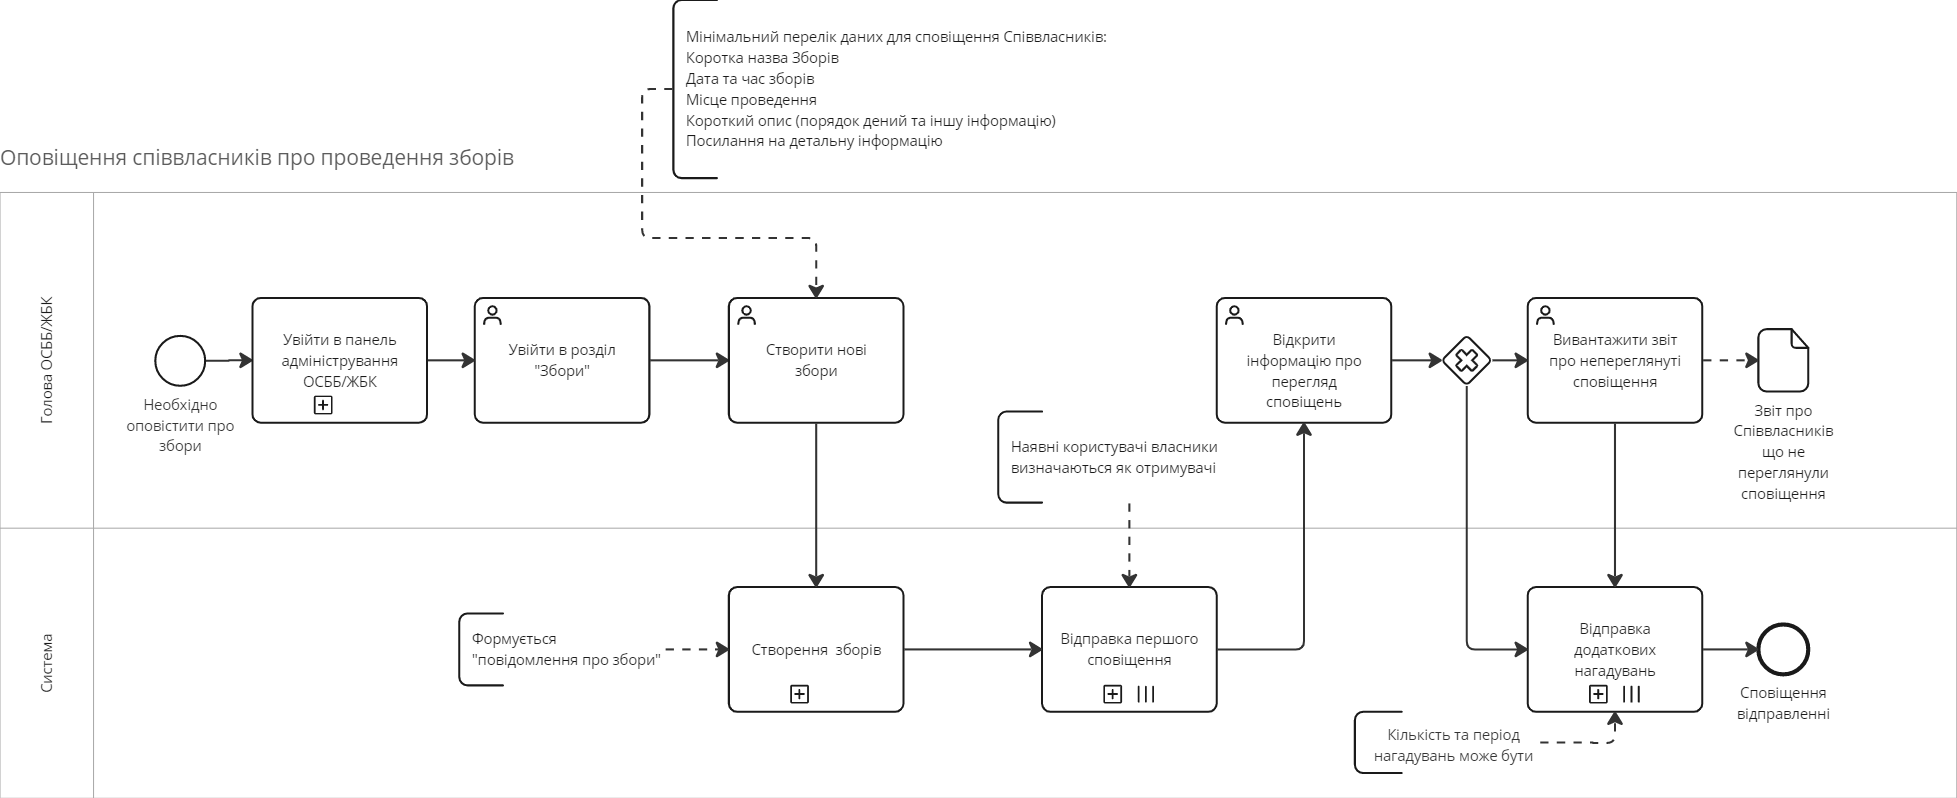 Мінімальний перелік даних для сповіщення Співвласників:
Коротка назва Зборів
Дата та час зборів
Місце проведення
Короткий опис (порядок дений та іншу інформацію)
Посилання на детальну інформацію
Оповіщення співвласників про проведення зборів
Голова ОСББ/ЖБК
Необхідно
оповістити про
збори
Увійти в панель
адміністрування
ОСББ/ЖБК
Увійти в розділ
"Збори"
Створити нові
збори
Наявні користувачі власники
визначаються як отримувачі
Відкрити
інформацію про
перегляд
сповіщень
Вивантажити звіт
про непереглянуті
сповіщення
Звіт про
Співвласників
що не
переглянули
сповіщення
Система
Формується
"повідомлення про збори"
Створення  зборів
Відправка першого
сповіщення
Відправка
додаткових
нагадувань
Кількість та період
нагадувань може бути
Сповіщення
відправленні